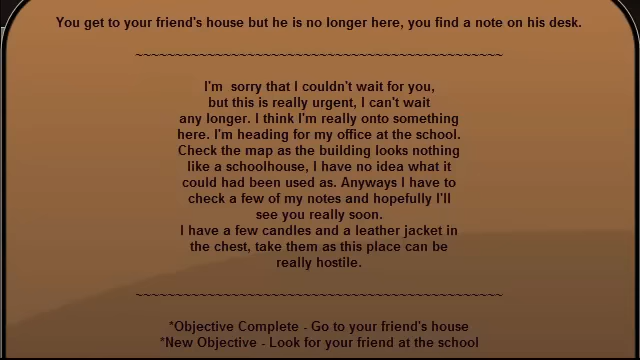 You get to your friend's house but he is no longer here, you find a note on his desk.
~~~~~~~~~~~~~~~~~~~~~~~~~~~~~~~~~~~~~~~~~~~~~~
I'm  sorry that I couldn't wait for you,
but this is really urgent, I can't wait
any longer. I think I'm really onto something
here. I'm heading for my office at the school.
Check the map as the building looks nothing
like a schoolhouse, I have no idea what it
could had been used as. Anyways I have to
check a few of my notes and hopefully I'll
see you really soon.
I have a few candles and a leather jacket in
the chest, take them as this place can be
really hostile.
~~~~~~~~~~~~~~~~~~~~~~~~~~~~~~~~~~~~~~~~~~~~~~
*Objective Complete - Go to your friend's house
*New Objective - Look for your friend at the school